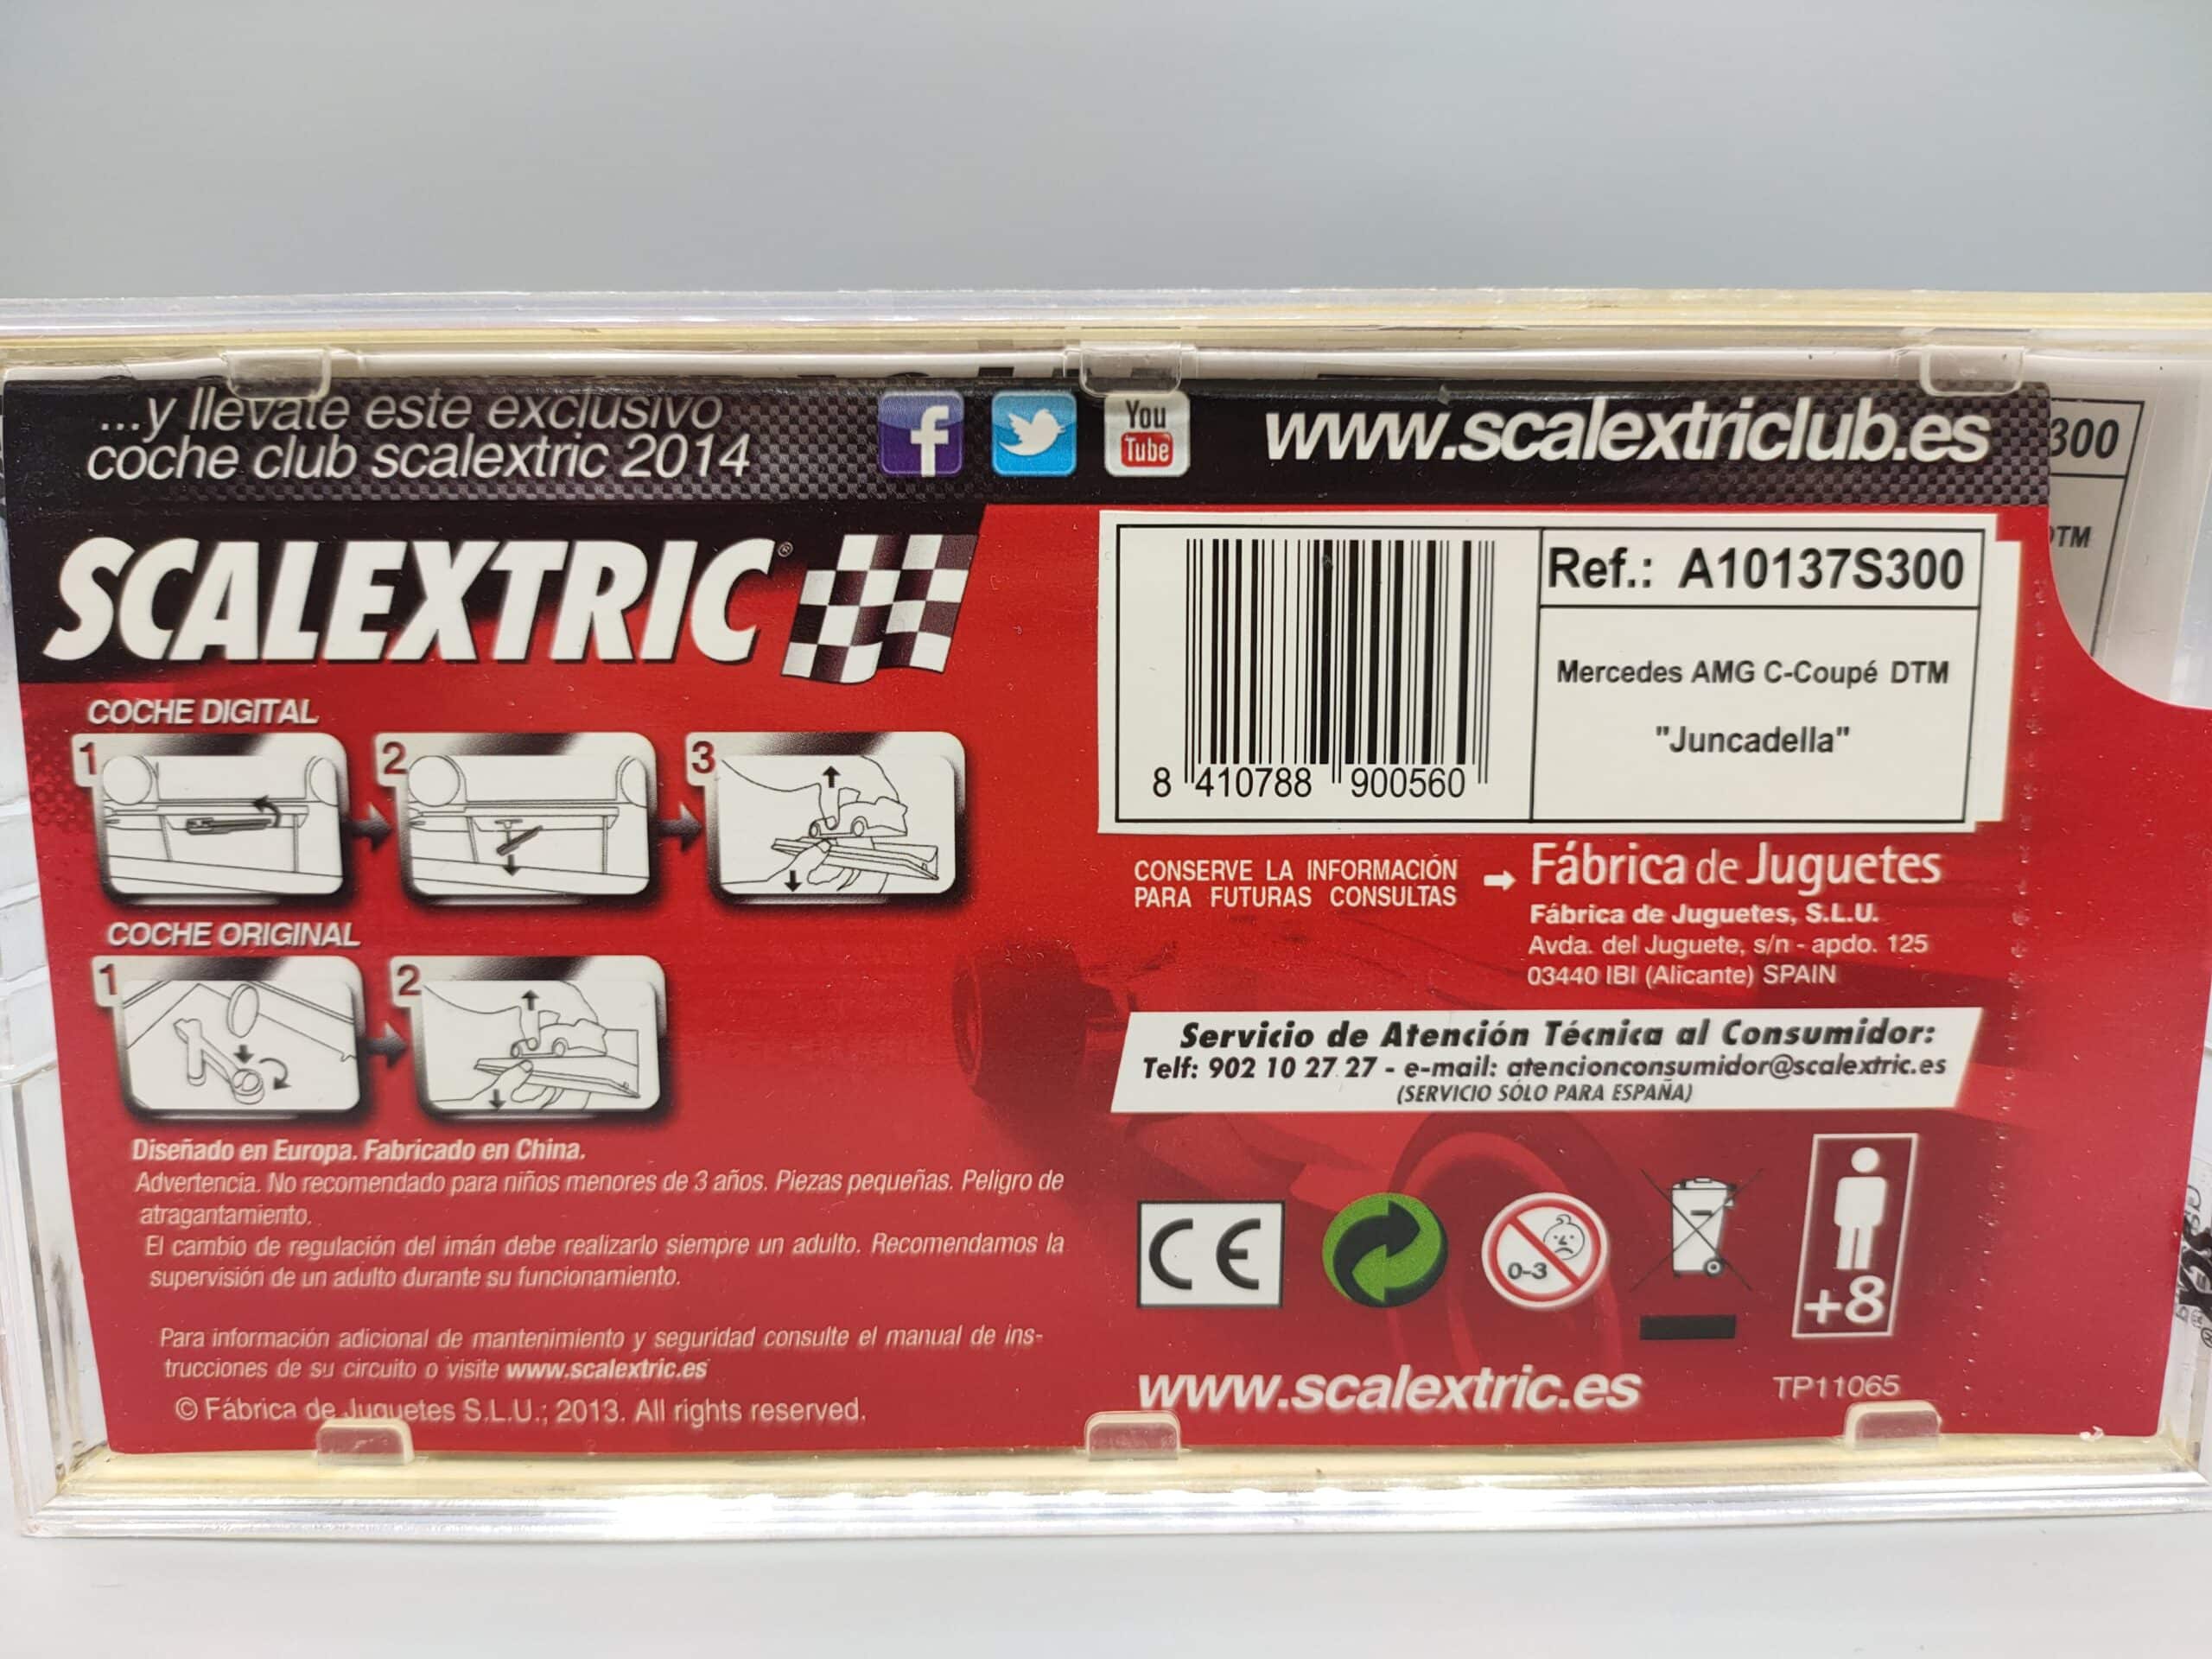 ...y llévate este exclusivo
coche club scalextric 2014
f
You
Tube
www.scalextriclub.es
300
DTM
SCALEXTRIC®
Ref.: A10137S300
Mercedes AMG C-Coupé DTM
"Juncadella"
8 410788 900560
COCHE DIGITAL
1
2
3
COCHE ORIGINAL
1
2
CONSERVE LA INFORMACIÓN
PARA FUTURAS CONSULTAS
Fábrica de Juguetes
Fábrica de Juguetes, S.L.U.
Avda. del Juguete, s/n - apdo. 125
03440 IBI (Alicante) SPAIN
Servicio de Atención Técnica al Consumidor:
Telf: 902 10 27 27 - e-mail: atencionconsumidor@scalextric.es
(SERVICIO SÓLO PARA ESPAÑA)
Diseñado en Europa. Fabricado en China.
Advertencia. No recomendado para niños menores de 3 años. Piezas pequeñas. Peligro de
atragantamiento.
El cambio de regulación del imán debe realizarlo siempre un adulto. Recomendamos la
supervisión de un adulto durante su funcionamiento.
Para información adicional de mantenimiento y seguridad consulte el manual de ins-
trucciones de su circuito o visite www.scalextric.es
© Fábrica de Juguetes S.L.U.; 2013. All rights reserved.
CE
0-3
+8
www.scalextric.es
TP11065